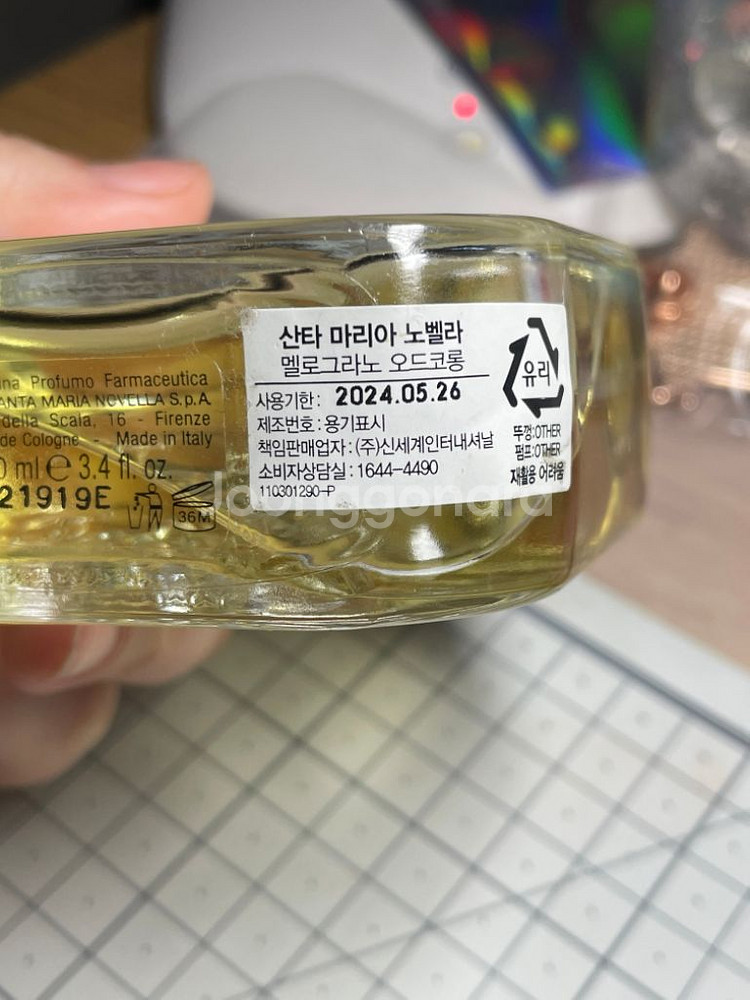 산타 마리아 노벨라
멜로그라노 오드코롱
사용기한: 2024.05.26
제조번호: 용기표시
책임판매업자: (주)신세계인터내셔날
소비자상담실: 1644-4490
110301290-P
유리
뚜껑:OTHER
펌프:OTHER
재활용 어려움
Profumo Farmaceutica
SANTA MARIA NOVELLA S.p.A.
della Scala, 16 - Firenze
de Cologne - Made in Italy
0 ml ℮ 3.4 fl. oz.
21919E
36M
Joonggonara